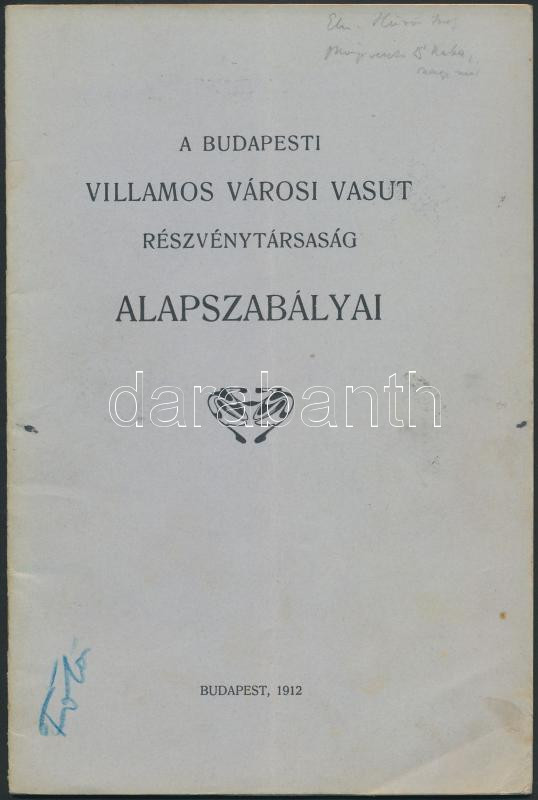 A BUDAPESTI
VILLAMOS VÁROSI VASUT
RÉSZVÉNYTÁRSASÁG
ALAPSZABÁLYAI
darabanth
BUDAPEST, 1912